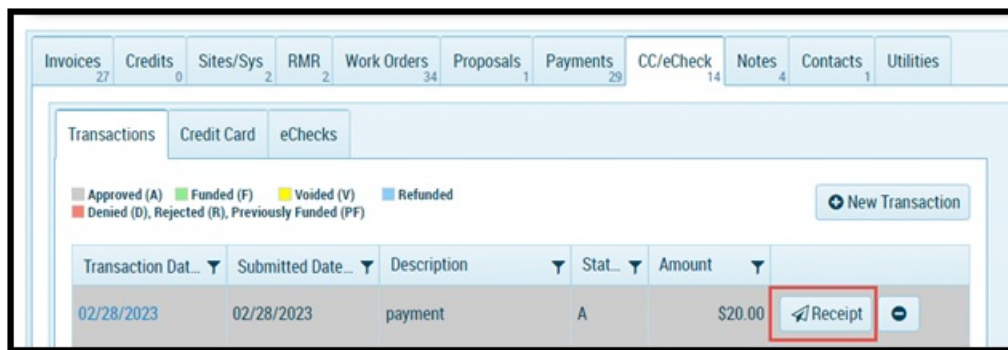 Invoices 27 Credits 0 Sites/Sys 2 RMR 2 Work Orders 34 Proposals 1 Payments 29 CC/eCheck 14 Notes 4 Contacts 1 Utilities
Transactions Credit Card eChecks
Approved (A) Funded (F) Voided (V) Refunded
Denied (D), Rejected (R), Previously Funded (PF)
New Transaction
Transaction Dat... Submitted Date... Description Stat... Amount
02/28/2023 02/28/2023 payment A $20.00 Receipt